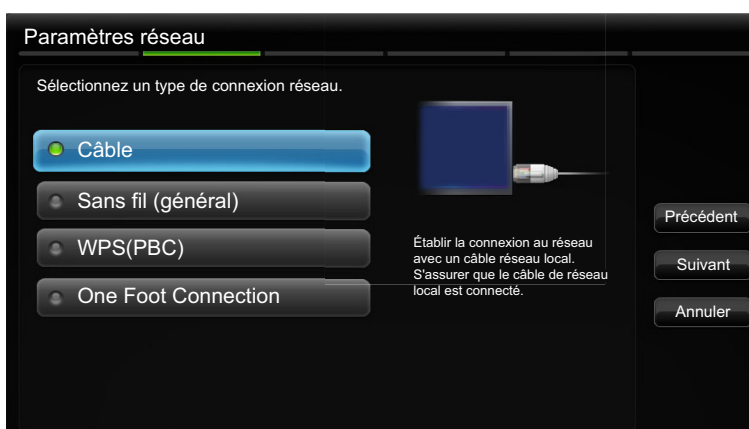 Paramètres réseau
Sélectionnez un type de connexion réseau.
Câble
Sans fil (général)
WPS(PBC)
One Foot Connection
Établir la connexion au réseau
avec un câble réseau local.
S'assurer que le câble de réseau
local est connecté.
Précédent
Suivant
Annuler